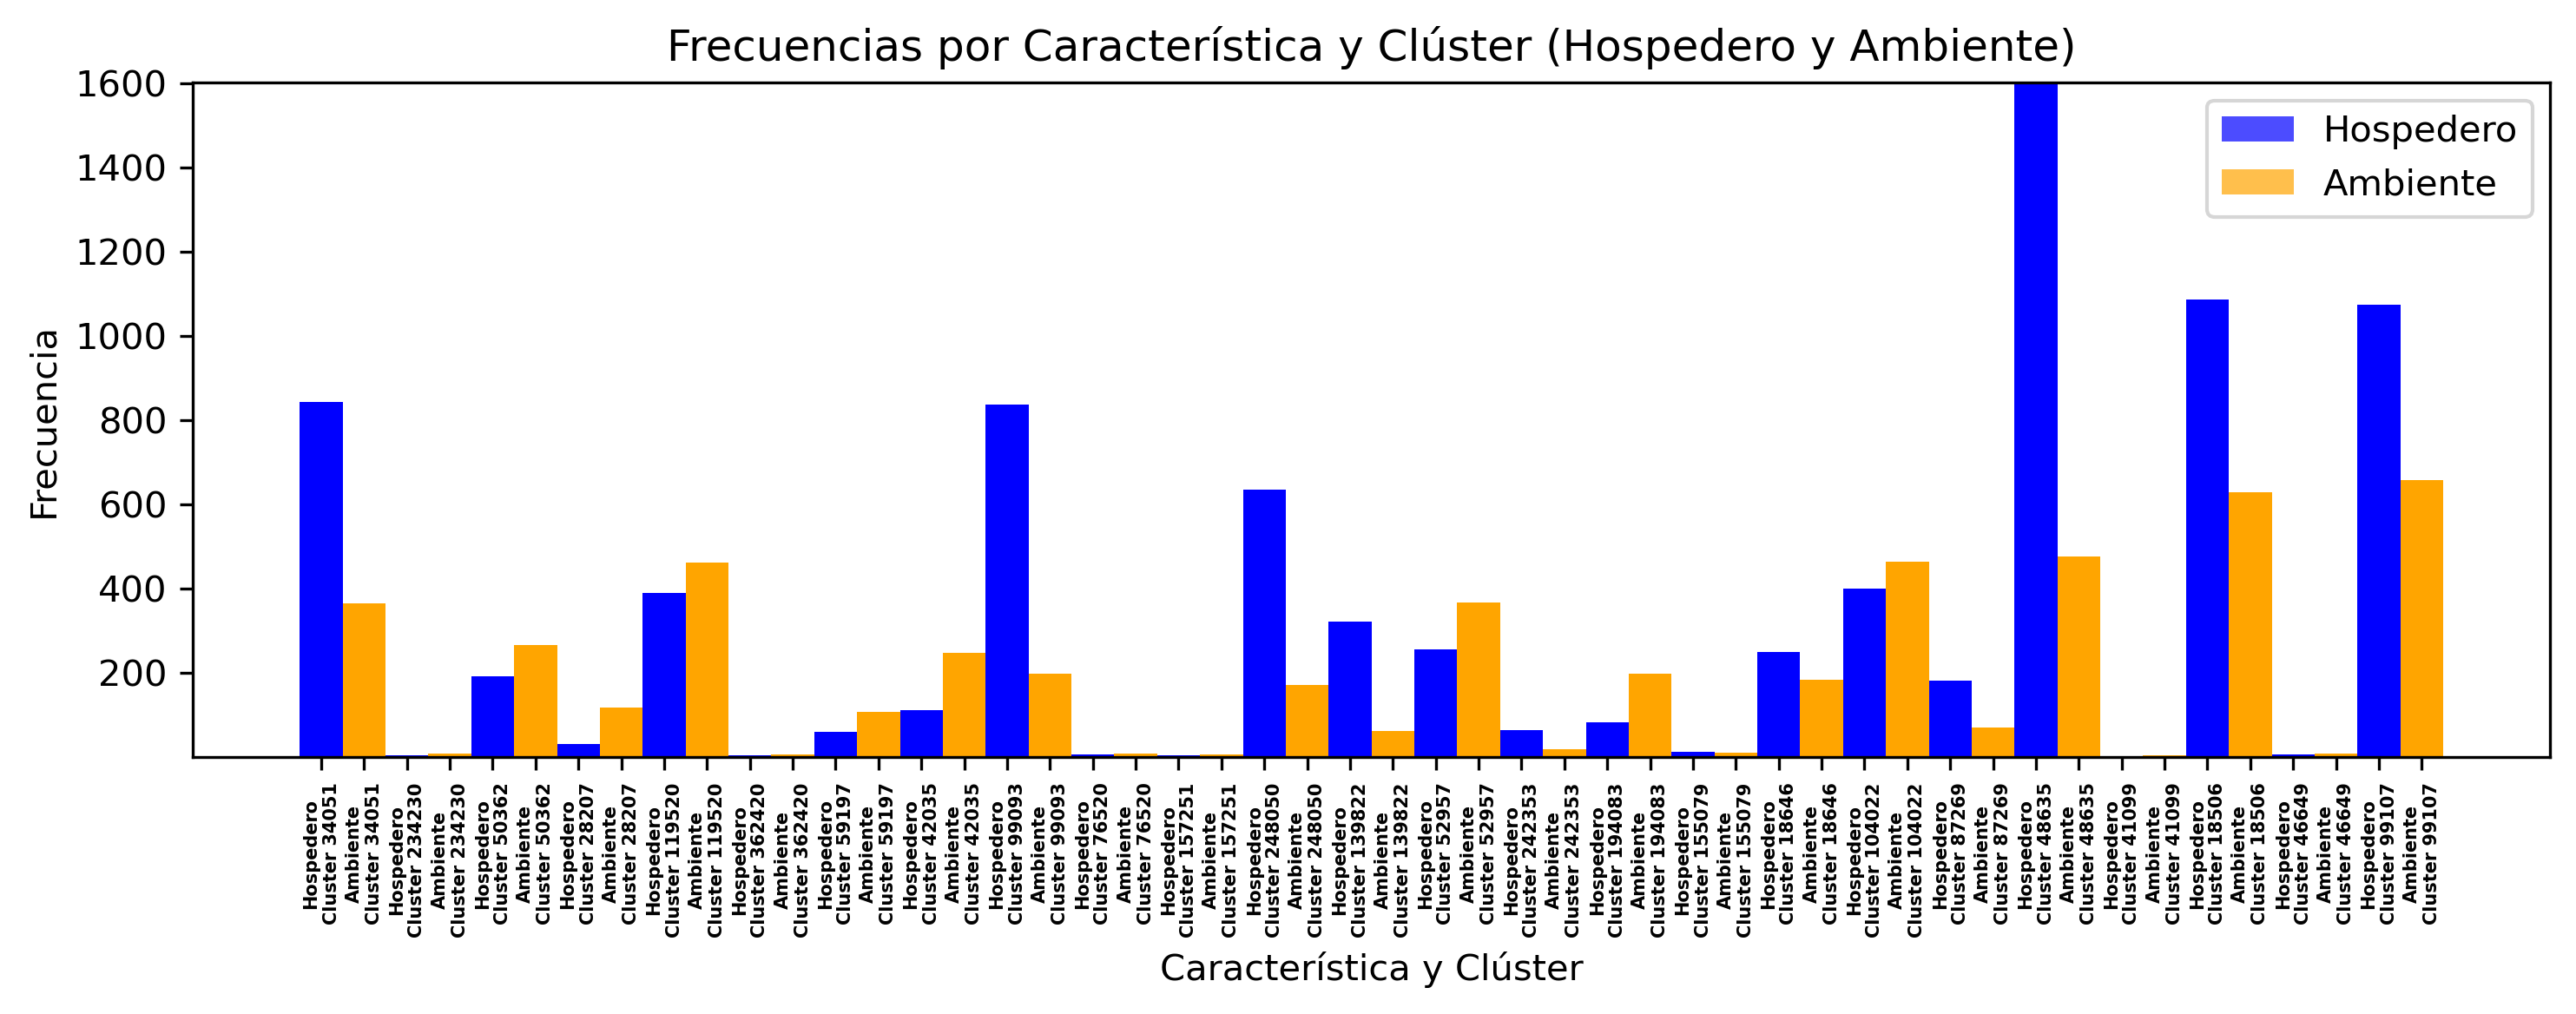 Frecuencias por Característica y Clúster (Hospedero y Ambiente)
1600
1400
1200
1000
800
600
400
200
Frecuencia
Hospedero
Ambiente
Hospedero
Cluster 34051
Ambiente
Cluster 34051
Hospedero
Cluster 234230
Ambiente
Cluster 234230
Hospedero
Cluster 50362
Ambiente
Cluster 50362
Hospedero
Cluster 28207
Ambiente
Cluster 28207
Hospedero
Cluster 119520
Ambiente
Cluster 119520
Hospedero
Cluster 362420
Ambiente
Cluster 362420
Hospedero
Cluster 59197
Ambiente
Cluster 59197
Hospedero
Cluster 42035
Ambiente
Cluster 42035
Hospedero
Cluster 99093
Ambiente
Cluster 99093
Hospedero
Cluster 76520
Ambiente
Cluster 76520
Hospedero
Cluster 157251
Ambiente
Cluster 157251
Hospedero
Cluster 248050
Ambiente
Cluster 248050
Hospedero
Cluster 139822
Ambiente
Cluster 139822
Hospedero
Cluster 52957
Ambiente
Cluster 52957
Hospedero
Cluster 242353
Ambiente
Cluster 242353
Hospedero
Cluster 194083
Ambiente
Cluster 194083
Hospedero
Cluster 155079
Ambiente
Cluster 155079
Hospedero
Cluster 18646
Ambiente
Cluster 18646
Hospedero
Cluster 104022
Ambiente
Cluster 104022
Hospedero
Cluster 87269
Ambiente
Cluster 87269
Hospedero
Cluster 48635
Ambiente
Cluster 48635
Hospedero
Cluster 41099
Ambiente
Cluster 41099
Hospedero
Cluster 18506
Ambiente
Cluster 18506
Hospedero
Cluster 46649
Ambiente
Cluster 46649
Hospedero
Cluster 99107
Ambiente
Cluster 99107
Característica y Clúster